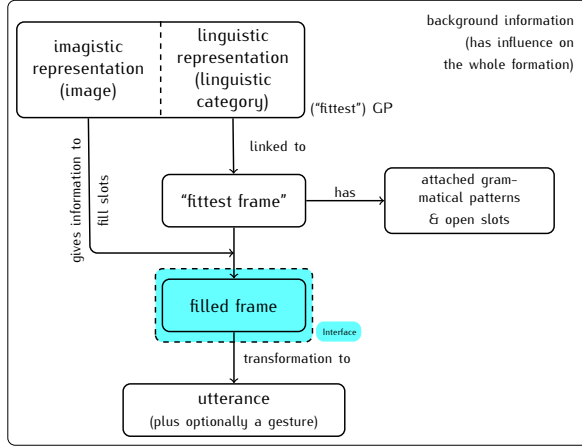 background information
(has influence on
the whole formation)
imagistic
representation
(image)
linguistic
representation
(linguistic
category)
("fittest") GP
linked to
gives information to
fill slots
"fittest frame"
has
attached gram-
matical patterns
& open slots
filled frame
Interface
transformation to
utterance
(plus optionally a gesture)